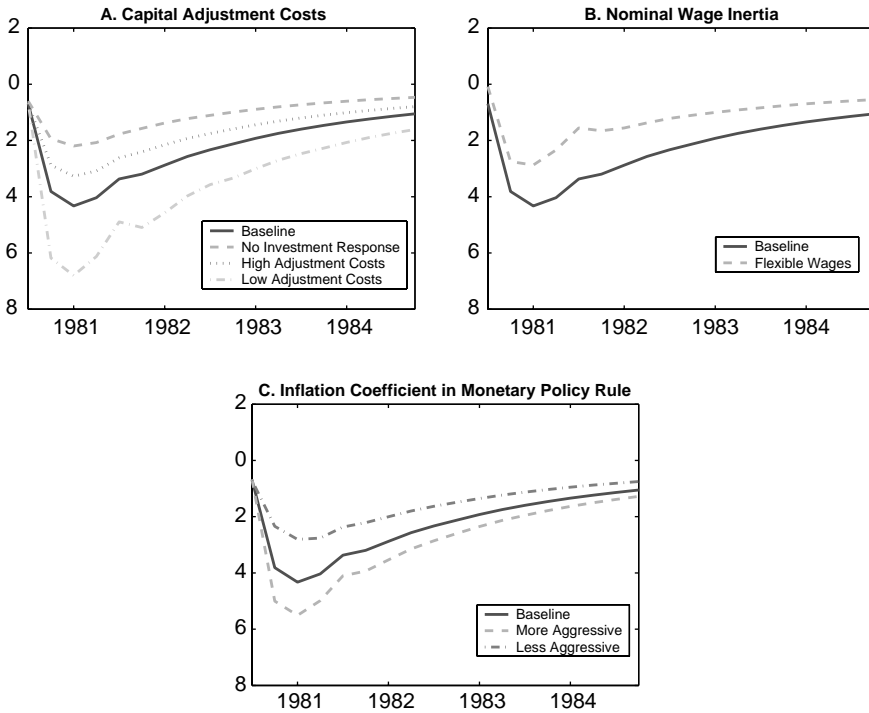 A. Capital Adjustment Costs
2
0
2
4
6
8
1981 1982 1983 1984
Baseline
No Investment Response
High Adjustment Costs
Low Adjustment Costs
B. Nominal Wage Inertia
2
0
2
4
6
8
1981 1982 1983 1984
Baseline
Flexible Wages
C. Inflation Coefficient in Monetary Policy Rule
2
0
2
4
6
8
1981 1982 1983 1984
Baseline
More Aggressive
Less Aggressive